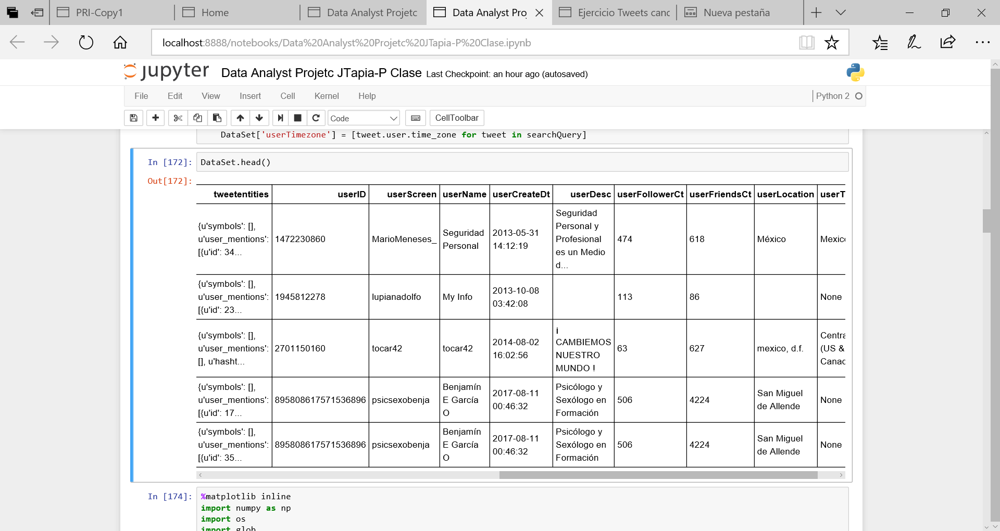 PRI-Copy1
Home
Data Analyst Projetc
Data Analyst Pro
Ejercicio Tweets canc
Nueva pestaña
localhost:8888/notebooks/Data%20Analyst%20Projetc%20JTapia-P%20Clase.ipynb
jupyter Data Analyst Projetc JTapia-P Clase Last Checkpoint: an hour ago (autosaved)
File Edit View Insert Cell Kernel Help Python 2
Code CellToolbar
DataSet['userTimezone'] = [tweet.user.time_zone for tweet in searchQuery]
In [172]: DataSet.head()
Out[172]:
tweetentities userID userScreen userName userCreateDt userDesc userFollowerCt userFriendsCt userLocation userT
{u'symbols': [],
u'user_mentions':
[{u'id': 34...
1472230860
MarioMeneses_
Seguridad
Personal
2013-05-31
14:12:19
Seguridad
Personal y
Profesional
es un Medio
d...
474
618
México
Mexic
{u'symbols': [],
u'user_mentions':
[{u'id': 23...
1945812278
lupianadolfo
My Info
2013-10-08
03:42:08
113
86
None
{u'symbols': [],
u'user_mentions':
[], u'hasht...
2701150160
tocar42
tocar42
2014-08-02
16:02:56
¡
CAMBIEMOS
NUESTRO
MUNDO !
63
627
mexico, d.f.
Centra
(US &
Canac
{u'symbols': [],
u'user_mentions':
[{u'id': 17...
895808617571536896
psicsexobenja
Benjamín
E García
O
2017-08-11
00:46:32
Psicólogo y
Sexólogo en
Formación
506
4224
San Miguel
de Allende
None
{u'symbols': [],
u'user_mentions':
[{u'id': 35...
895808617571536896
psicsexobenja
Benjamín
E García
O
2017-08-11
00:46:32
Psicólogo y
Sexólogo en
Formación
506
4224
San Miguel
de Allende
None
In [174]: %matplotlib inline
import numpy as np
import os
import glob